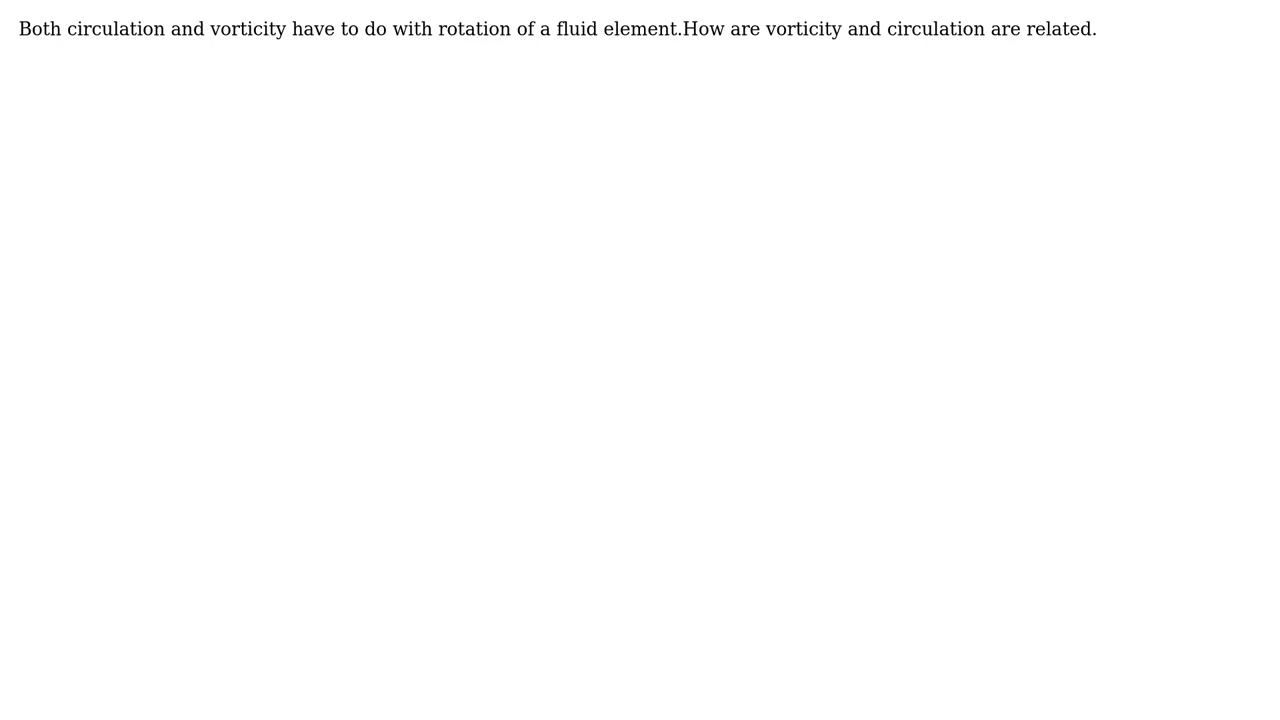 Both circulation and vorticity have to do with rotation of a fluid element.How are vorticity and circulation are related.